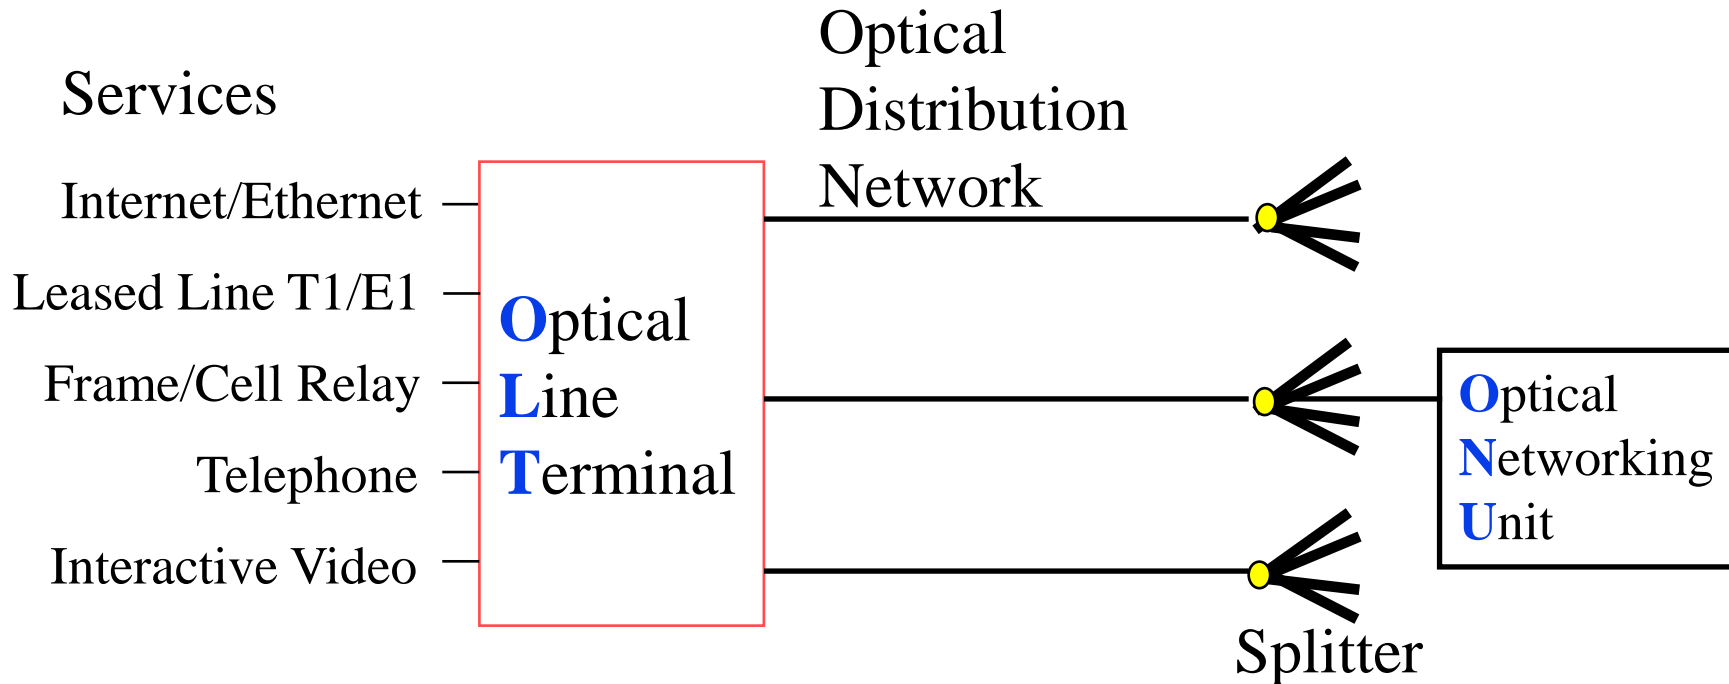 Services
Internet/Ethernet
Leased Line T1/E1
Frame/Cell Relay
Telephone
Interactive Video
Optical
Line
Terminal
Optical
Distribution
Network
Splitter
Optical
Networking
Unit